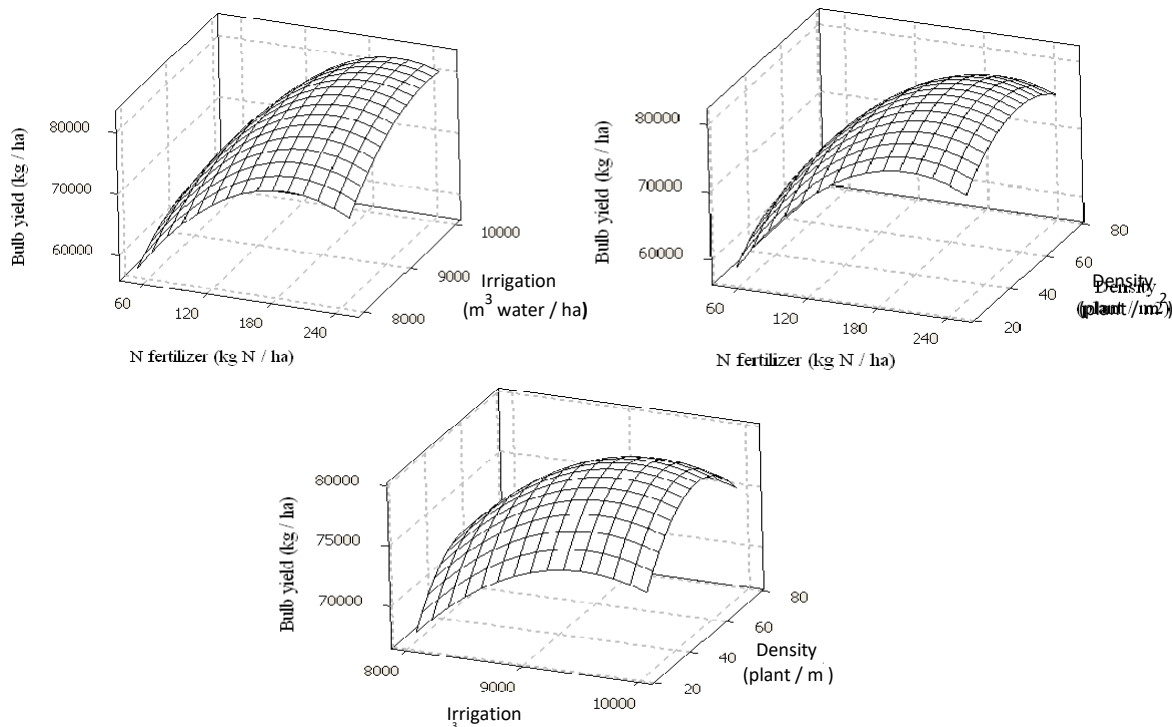 Bulb yield (kg / ha)
80000
70000
60000
60
120
180
240
N fertilizer (kg N / ha)
8000
9000
10000
Irrigation
(m³ water / ha)
Bulb yield (kg / ha)
80000
70000
60000
60
120
180
240
N fertilizer (kg N / ha)
20
40
60
80
Density
(plant / m²)
Bulb yield (kg / ha)
80000
75000
70000
8000
9000
10000
Irrigation
3
20
40
60
80
Density
(plant / m )